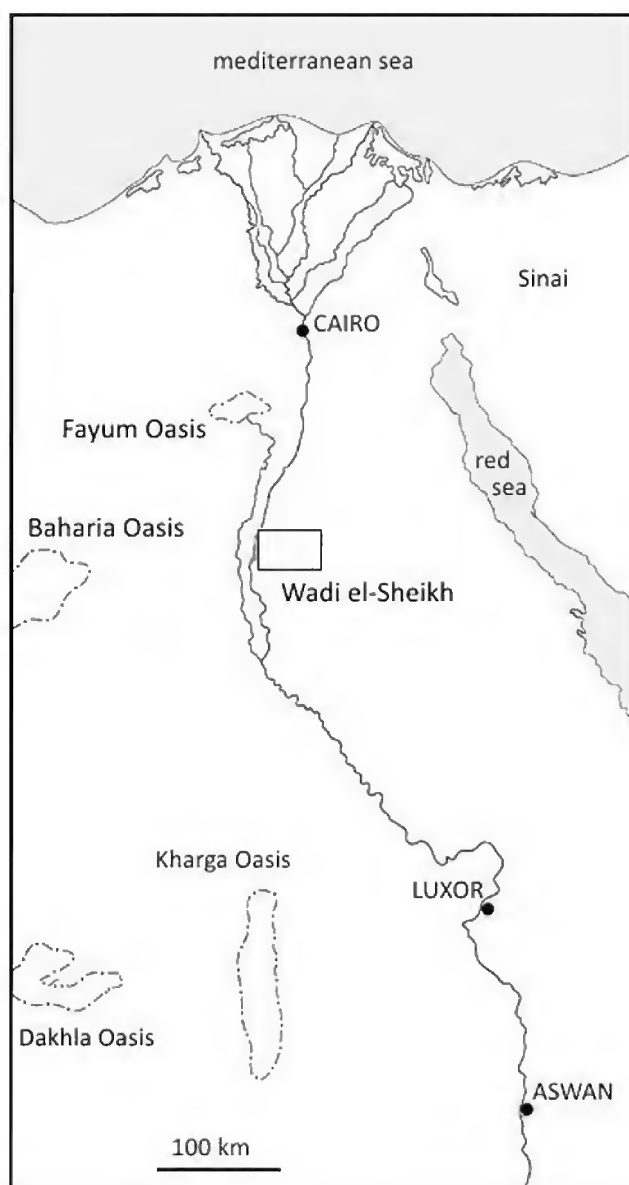 mediterranean sea
Sinai
CAIRO
Fayum Oasis
red
sea
Baharia Oasis
Wadi el-Sheikh
Kharga Oasis
LUXOR
Dakhla Oasis
ASWAN
100 km